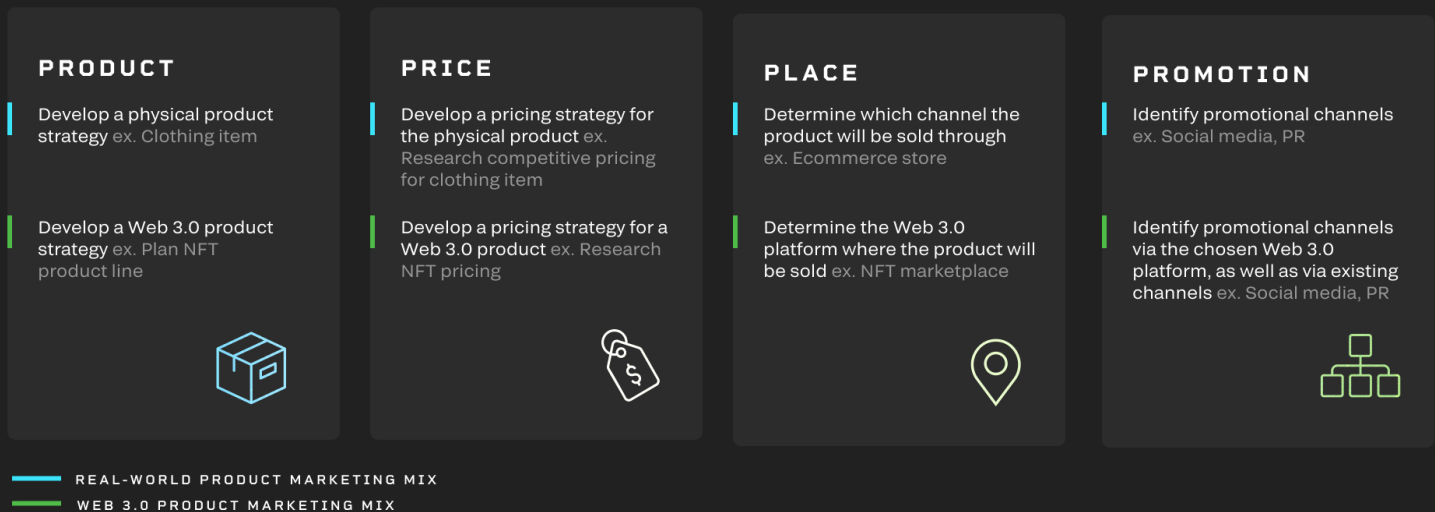 PRODUCT
Develop a physical product
strategy ex. Clothing item
Develop a Web 3.0 product
strategy ex. Plan NFT
product line
PRICE
Develop a pricing strategy for
the physical product ex.
Research competitive pricing
for clothing item
Develop a pricing strategy for a
Web 3.0 product ex. Research
NFT pricing
$
PLACE
Determine which channel the
product will be sold through
ex. Ecommerce store
Determine the Web 3.0
platform where the product will
be sold ex. NFT marketplace
PROMOTION
Identify promotional channels
ex. Social media, PR
Identify promotional channels
via the chosen Web 3.0
platform, as well as via existing
channels ex. Social media, PR
REAL-WORLD PRODUCT MARKETING MIX
WEB 3.0 PRODUCT MARKETING MIX